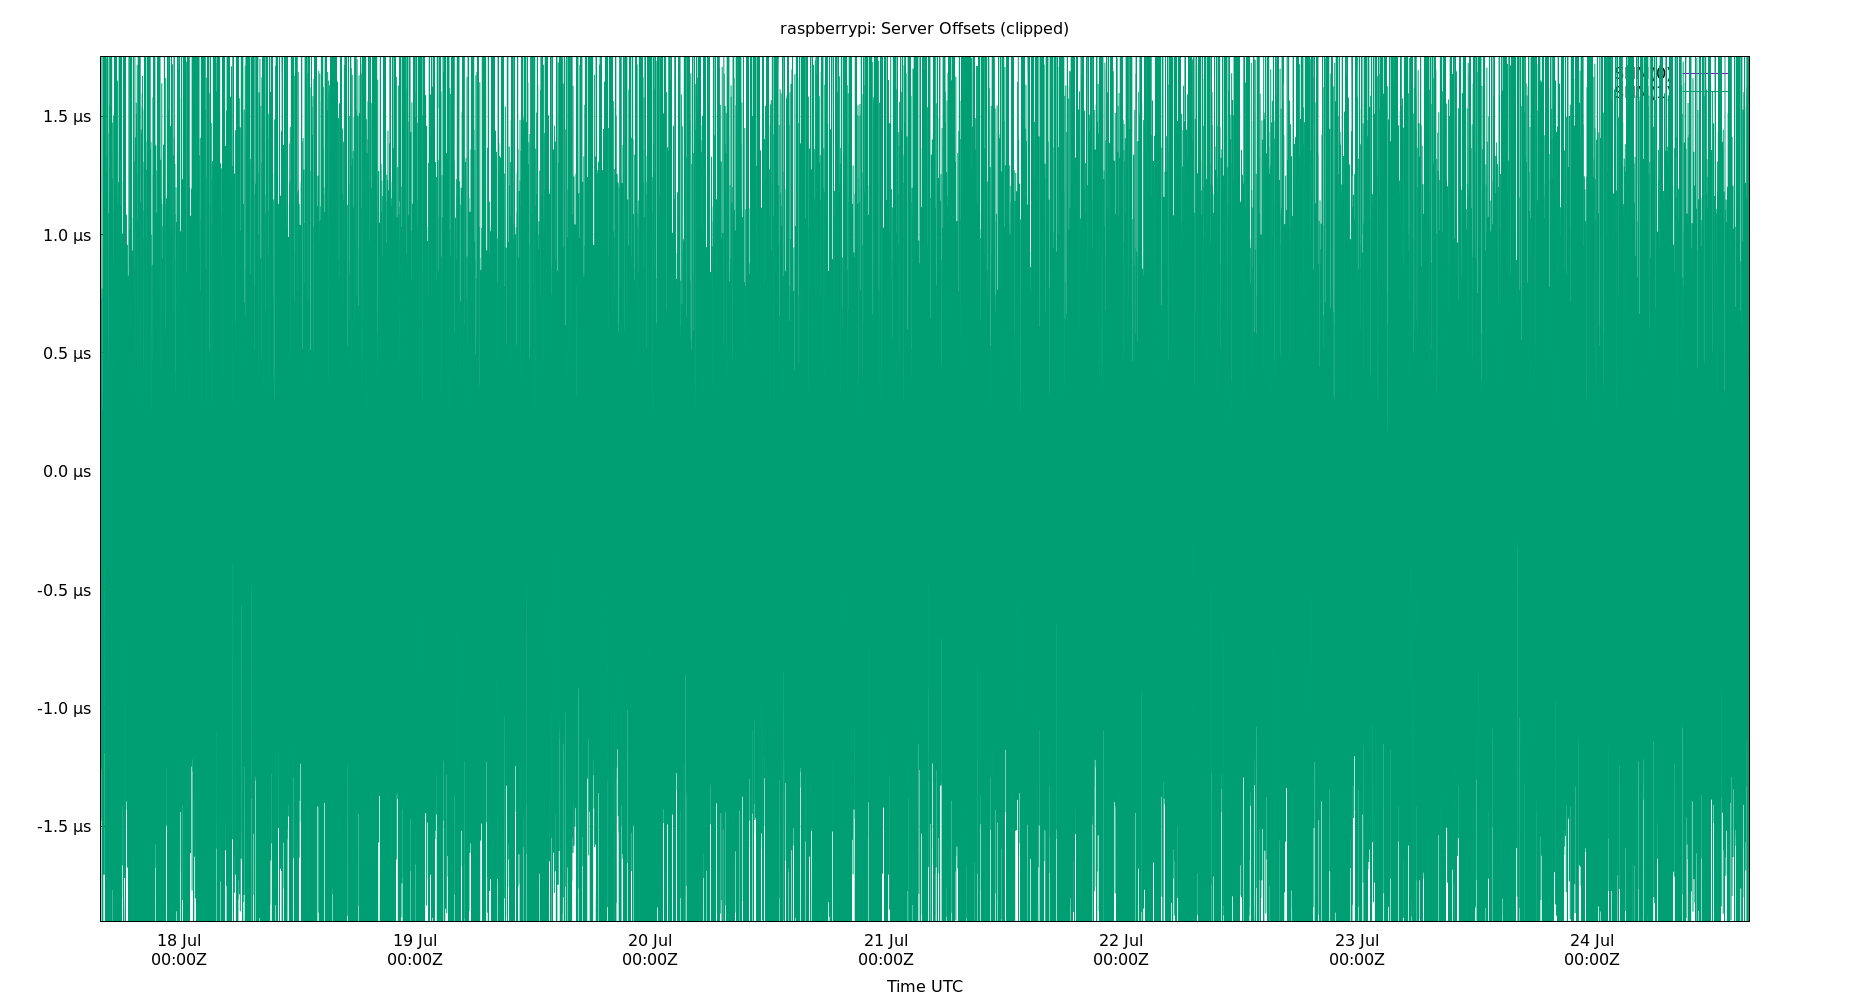 raspberrypi: Server Offsets (clipped)
1.5 µs
1.0 µs
0.5 µs
0.0 µs
-0.5 µs
-1.0 µs
-1.5 µs
18 Jul 19 Jul 20 Jul 21 Jul 22 Jul 23 Jul 24 Jul
00:00Z 00:00Z 00:00Z 00:00Z 00:00Z 00:00Z 00:00Z
Time UTC